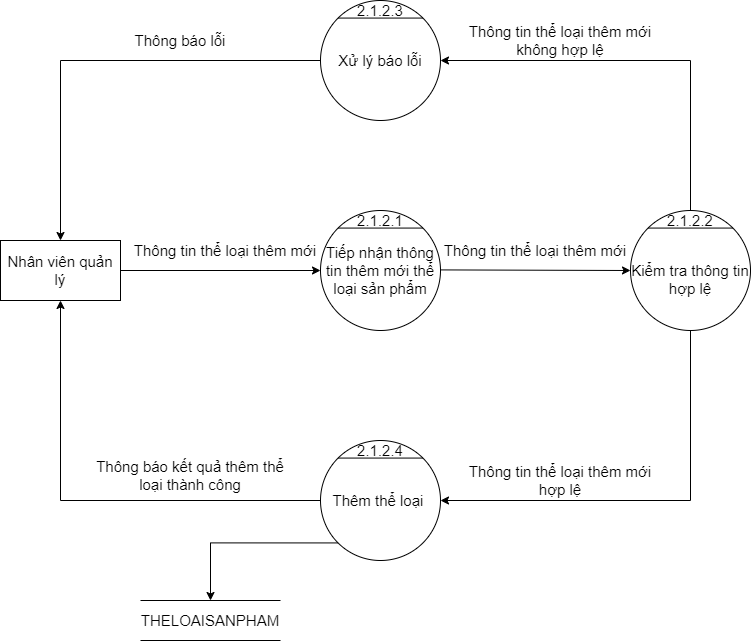 2.1.2.3
Thông báo lỗi
Thông tin thể loại thêm mới
không hợp lệ
Xử lý báo lỗi
2.1.2.1
2.1.2.2
Nhân viên quản
lý
Thông tin thể loại thêm mới
Tiếp nhận thông
tin thêm mới thể
loại sản phẩm
Thông tin thể loại thêm mới
Kiểm tra thông tin
hợp lệ
2.1.2.4
Thông báo kết quả thêm thể
loại thành công
Thêm thể loại
Thông tin thể loại thêm mới
hợp lệ
THELOAISANPHAM